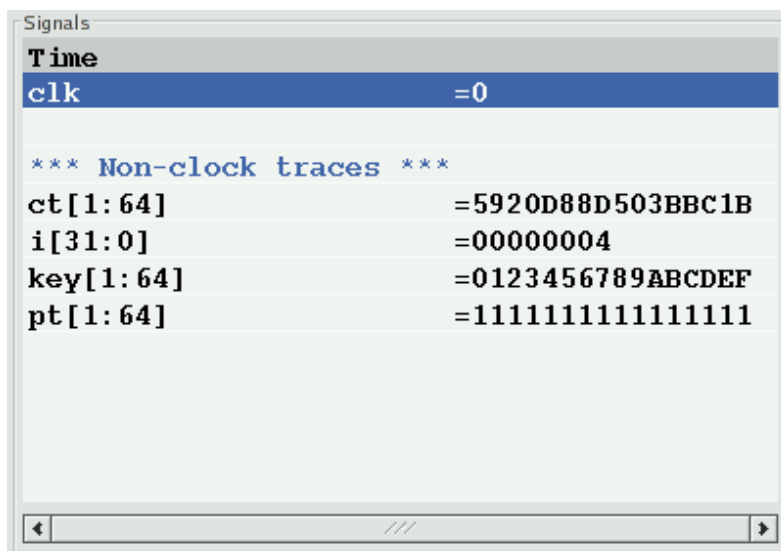 Signals
Time
clk =0
*** Non-clock traces ***
ct[1:64] =5920D88D503BBC1B
i[31:0] =00000004
key[1:64] =0123456789ABCDEF
pt[1:64] =1111111111111111